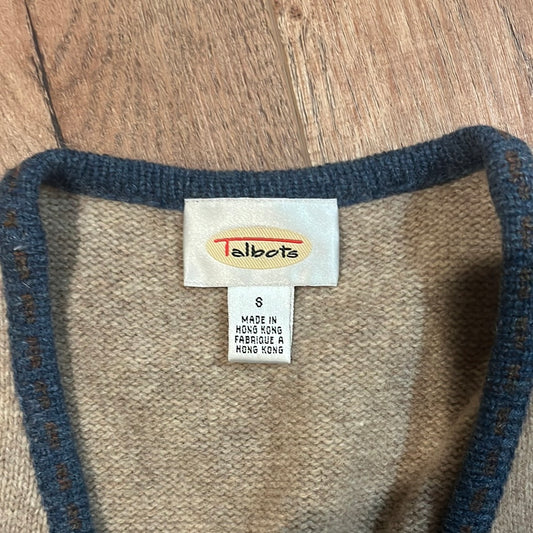 Talbots
S
MADE IN
HONG KONG
FABRIQUE A
HONG KONG